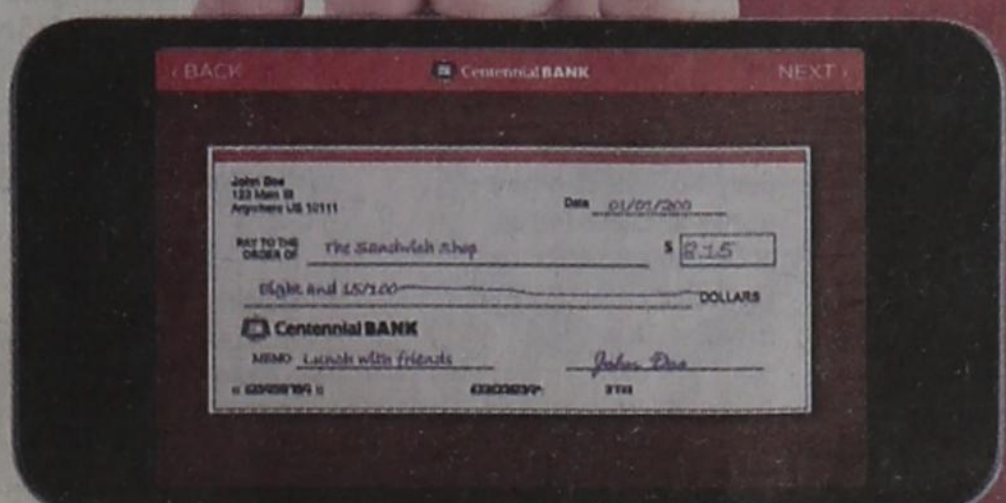 ‹ BACK
Centennial BANK
NEXT ›
John Doe
123 Main St
Anywhere US 10111
Date 01/01/200
PAY TO THE
ORDER OF
The Sandwich Shop
$ 8.15
Eight and 15/100
DOLLARS
Centennial BANK
MEMO Lunch with friends
John Doe